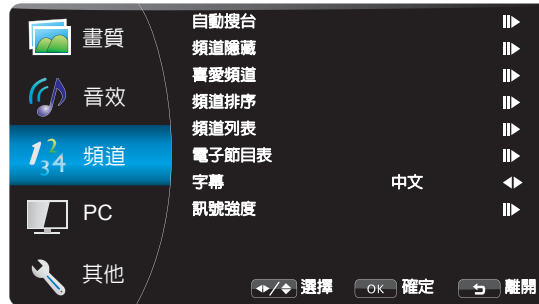 畫質
音效
1234 頻道
PC
其他
自動搜台
頻道隱藏
喜愛頻道
頻道排序
頻道列表
電子節目表
字幕 中文
訊號強度
選擇 OK 確定 離開